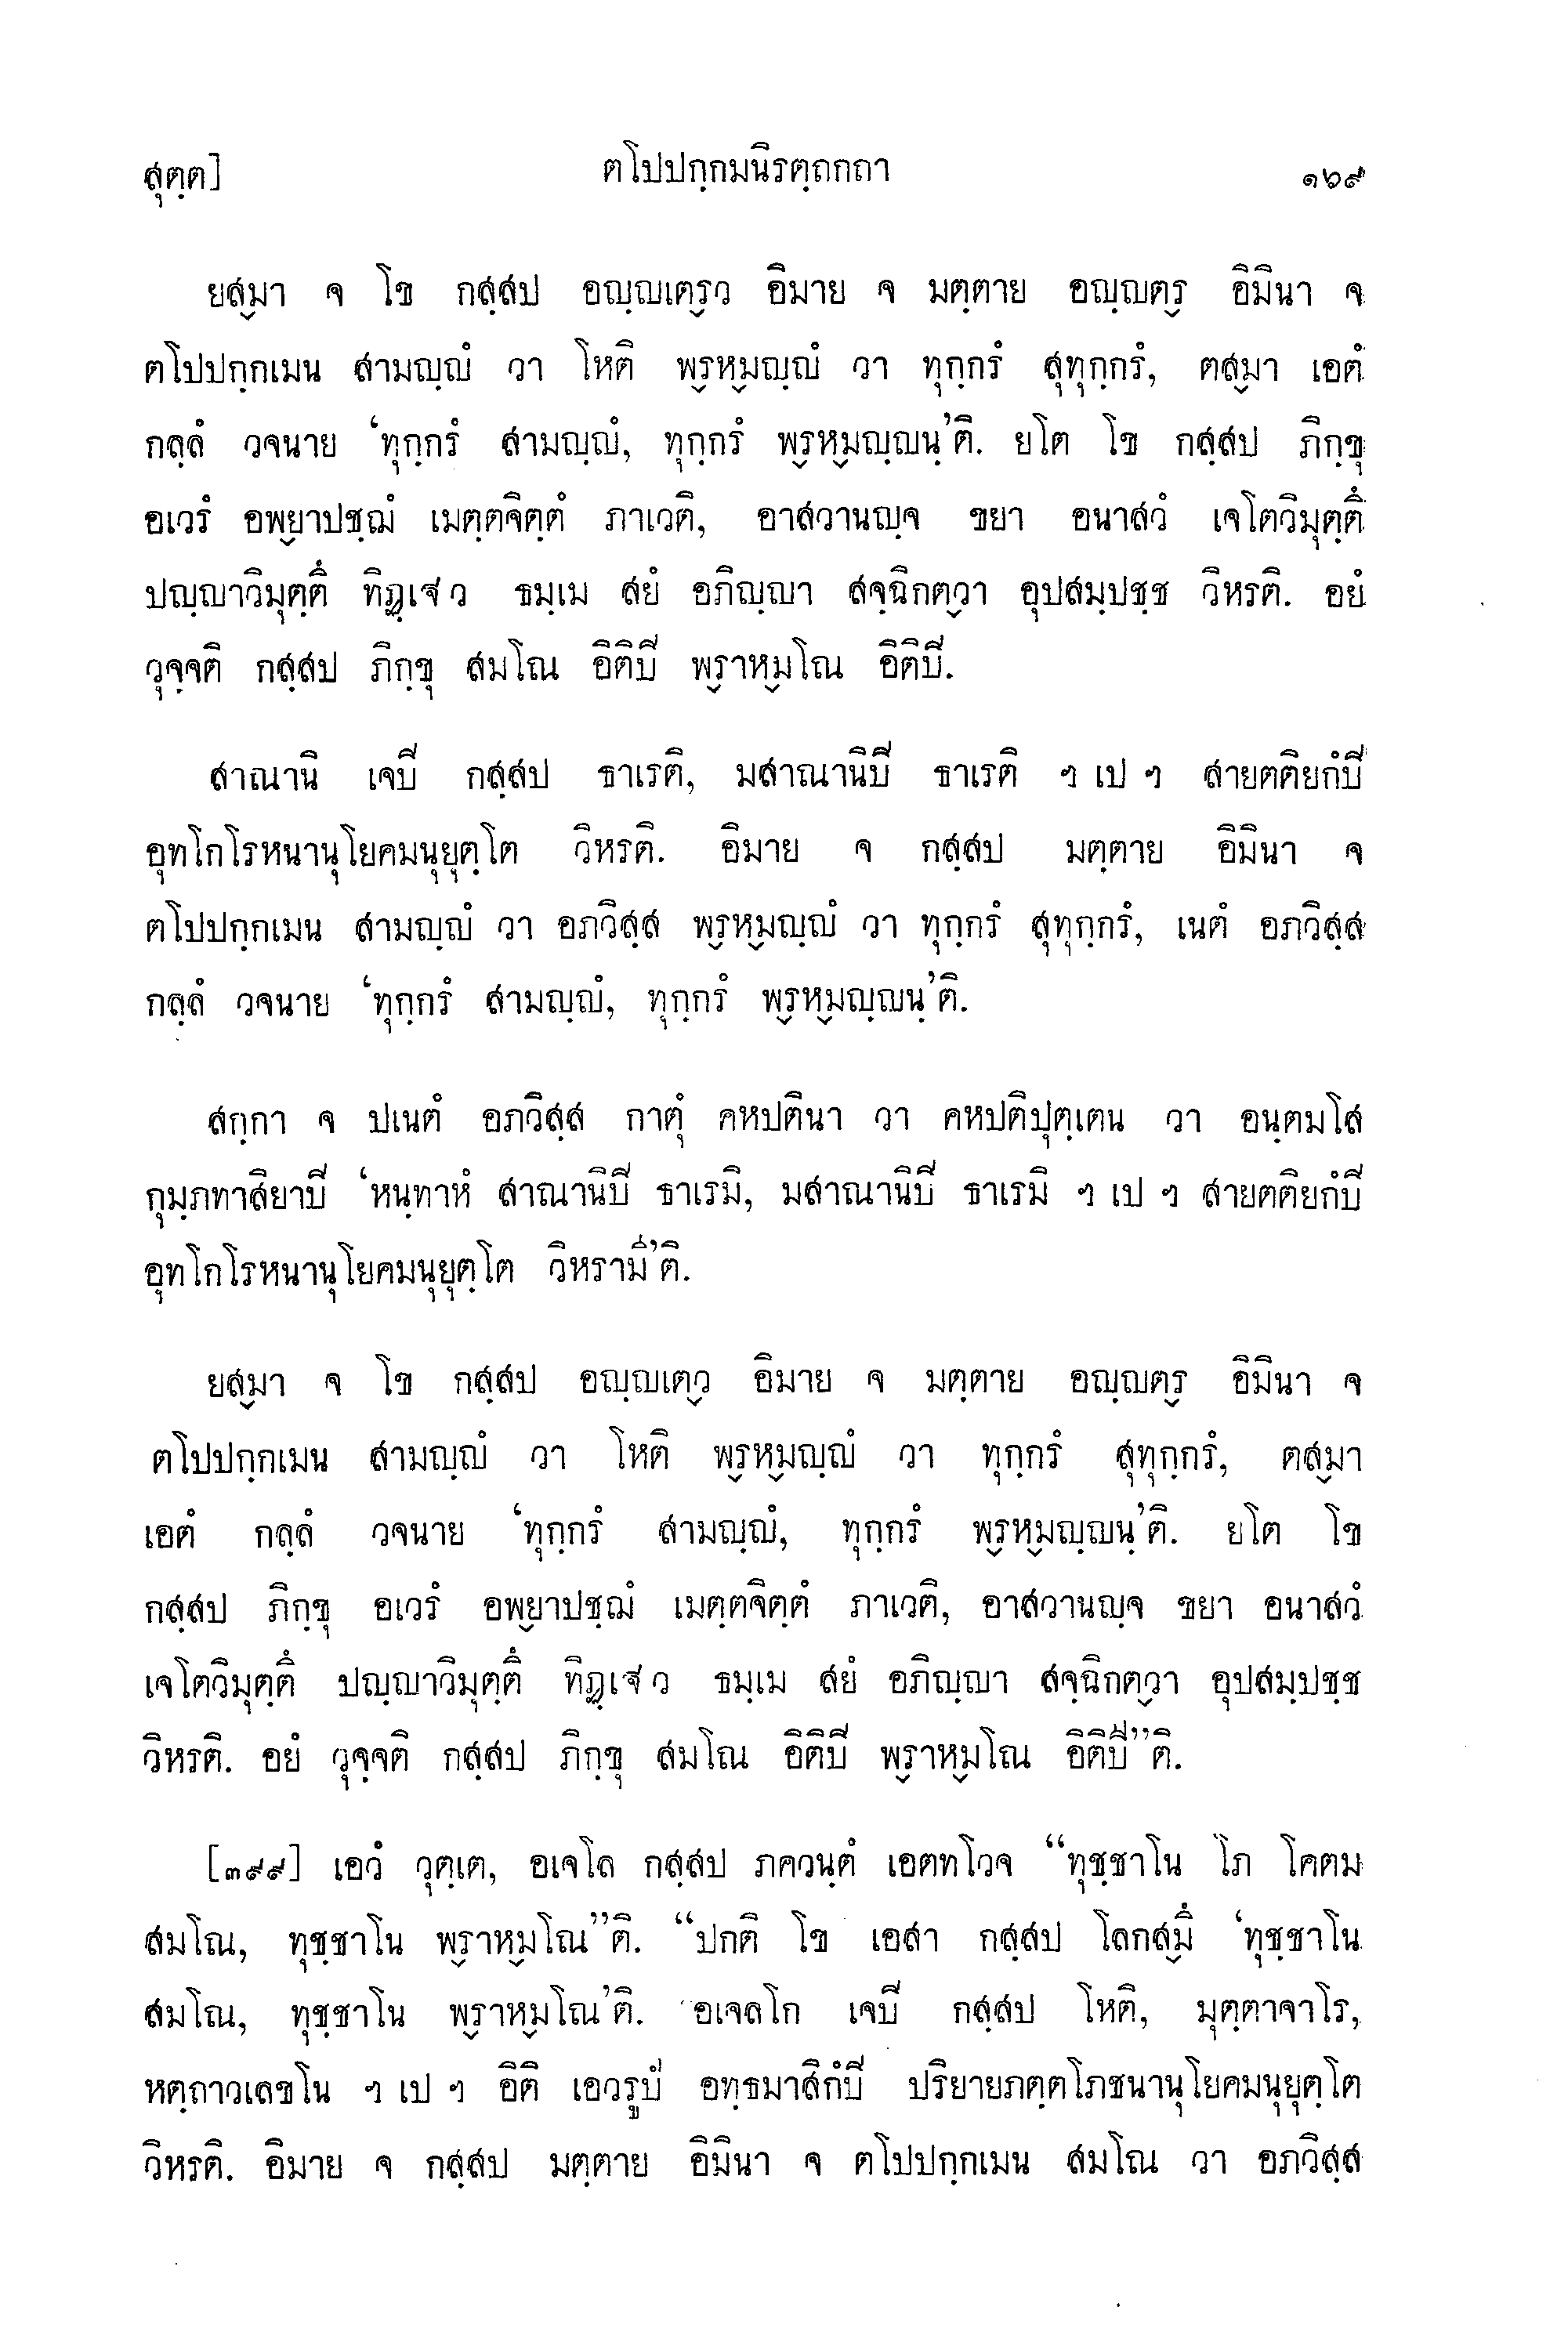 สุตฺต]
ตโปปกฺกมนิรตฺถกถา
๑๖๙
ยสฺมา จ โข กสฺสป อญฺญเตฺรว อิมาย จ มตฺตาย อญฺญตฺร อิมินา จ
ตโปปกฺกเมน สามญฺญํ วา โหติ พฺรหฺมญฺญํ วา ทุกฺกรํ สุทุกฺกรํ, ตสฺมา เอตํ
กลฺลํ วจนาย ‘ทุกฺกรํ สามญฺญํ, ทุกฺกรํ พฺรหฺมญฺญนฺ’ติ. ยโต โข กสฺสป ภิกฺขุ
อเวรํ อพฺยาปชฺฌํ เมตฺตจิตฺตํ ภาเวติ, อาสวานญฺจ ขยา อนาสวํ เจโตวิมุตฺตึ
ปญฺญาวิมุตฺตึ ทิฏฺเฐว ธมฺเม สยํ อภิญฺญา สจฺฉิกตฺวา อุปสมฺปชฺช วิหรติ. อยํ
วุจฺจติ กสฺสป ภิกฺขุ สมโณ อิติปิ พฺราหฺมโณ อิติปิ.
สาณานิ เจปิ กสฺสป ธาเรติ, มสาณานิปิ ธาเรติ ฯ เป ฯ สายตติยกํปิ
อุทโกโรหนานุโยคมนุยุตฺโต วิหรติ. อิมาย จ กสฺสป มตฺตาย อิมินา จ
ตโปปกฺกเมน สามญฺญํ วา อภวิสฺส พฺรหฺมญฺญํ วา ทุกฺกรํ สุทุกฺกรํ, เนตํ อภวิสฺส
กลฺลํ วจนาย ‘ทุกฺกรํ สามญฺญํ, ทุกฺกรํ พฺรหฺมญฺญนฺ’ติ.
สกฺกา จ ปเนตํ อภวิสฺส กาตุํ คหปตินา วา คหปติปุตฺเตน วา อนฺตมโส
กุมฺภทาสิยาปิ ‘หนฺทาหํ สาณานิปิ ธาเรมิ, มสาณานิปิ ธาเรมิ ฯ เป ฯ สายตติยกํปิ
อุทโกโรหนานุโยคมนุยุตฺโต วิหรามี’ติ.
ยสฺมา จ โข กสฺสป อญฺญเตฺว อิมาย จ มตฺตาย อญฺญตฺร อิมินา จ
ตโปปกฺกเมน สามญฺญํ วา โหติ พฺรหฺมญฺญํ วา ทุกฺกรํ สุทุกฺกรํ, ตสฺมา
เอตํ กลฺลํ วจนาย ‘ทุกฺกรํ สามญฺญํ, ทุกฺกรํ พฺรหฺมญฺญนฺ’ติ. ยโต โข
กสฺสป ภิกฺขุ อเวรํ อพฺยาปชฺฌํ เมตฺตจิตฺตํ ภาเวติ, อาสวานญฺจ ขยา อนาสวํ
เจโตวิมุตฺตึ ปญฺญาวิมุตฺตึ ทิฏฺเฐว ธมฺเม สยํ อภิญฺญา สจฺฉิกตฺวา อุปสมฺปชฺช
วิหรติ. อยํ วุจฺจติ กสฺสป ภิกฺขุ สมโณ อิติปิ พฺราหฺมโณ อิติปี”ติ.
[๓๙๙] เอวํ วุตฺเต, อเจโล กสฺสป ภควนฺตํ เอตทโวจ “ทุชฺชาโน โภ โคตม
สมโณ, ทุชฺชาโน พฺราหฺมโณ”ติ. “ปกติ โข เอสา กสฺสป โลกสฺมึ ‘ทุชฺชาโน
สมโณ, ทุชฺชาโน พฺราหฺมโณ’ติ. อเจลโก เจปิ กสฺสป โหติ, มุตฺตาจาโร,
หตฺถาวเลขโน ฯ เป ฯ อิติ เอวรูปํ อทฺธมาสิกํปิ ปริยายภตฺตโภชนานุโยคมนุยุตฺโต
วิหรติ. อิมาย จ กสฺสป มตฺตาย อิมินา จ ตโปปกฺกเมน สมโณ วา อภวิสฺส